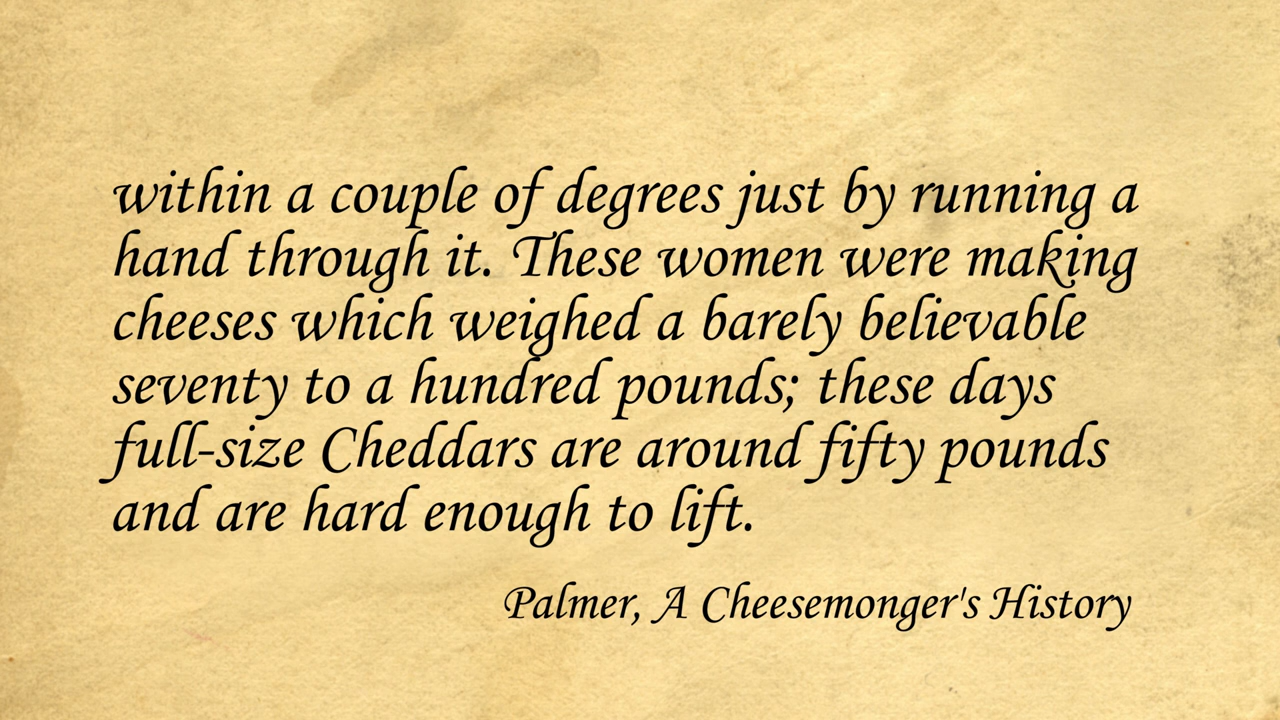 within a couple of degrees just by running a
hand through it. These women were making
cheeses which weighed a barely believable
seventy to a hundred pounds; these days
full-size Cheddars are around fifty pounds
and are hard enough to lift.
Palmer, A Cheesemonger's History